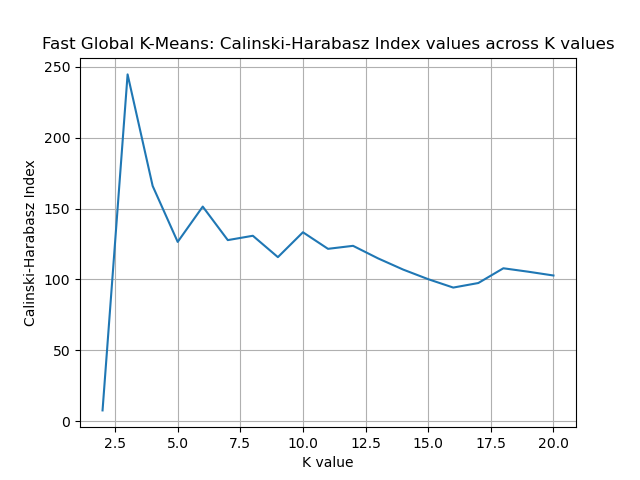 Fast Global K-Means: Calinski-Harabasz Index values across K values
250
200
150
100
50
0
Calinski-Harabasz Index
2.5 5.0 7.5 10.0 12.5 15.0 17.5 20.0
K value